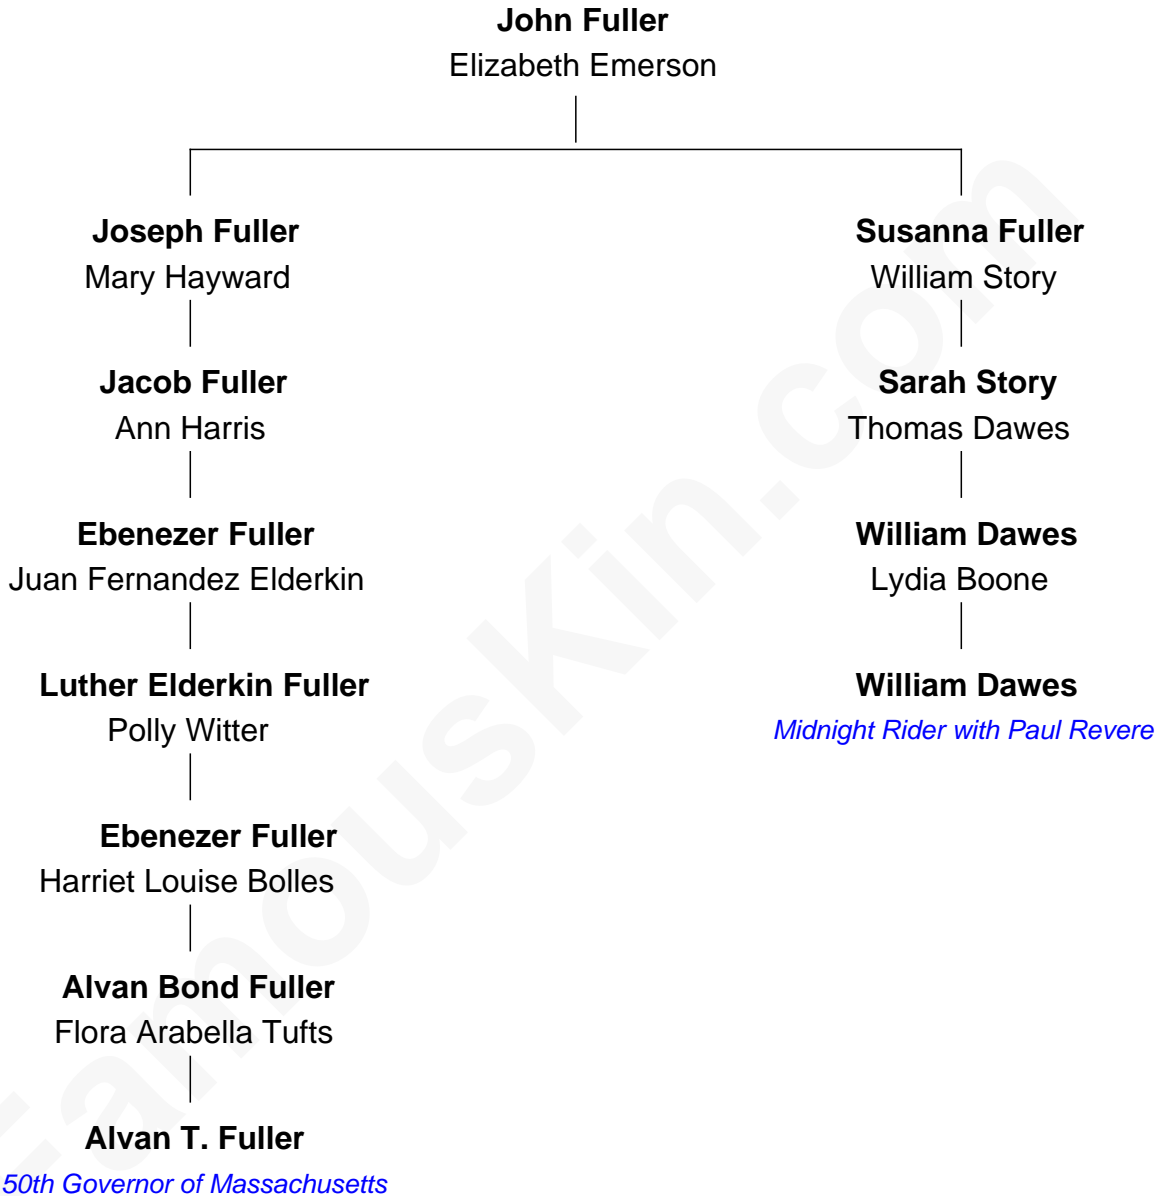 John Fuller
Elizabeth Emerson
Joseph Fuller
Mary Hayward
Susanna Fuller
William Story
Jacob Fuller
Ann Harris
Sarah Story
Thomas Dawes
Ebenezer Fuller
Juan Fernandez Elderkin
William Dawes
Lydia Boone
Luther Elderkin Fuller
Polly Witter
William Dawes
Midnight Rider with Paul Revere
Ebenezer Fuller
Harriet Louise Bolles
Alvan Bond Fuller
Flora Arabella Tufts
Alvan T. Fuller
50th Governor of Massachusetts
FamousKin.com